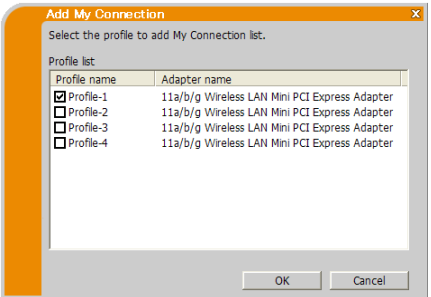 Add My Connection x
Select the profile to add My Connection list.
Profile list
Profile name Adapter name
Profile-1 11a/b/g Wireless LAN Mini PCI Express Adapter
Profile-2 11a/b/g Wireless LAN Mini PCI Express Adapter
Profile-3 11a/b/g Wireless LAN Mini PCI Express Adapter
Profile-4 11a/b/g Wireless LAN Mini PCI Express Adapter
OK Cancel